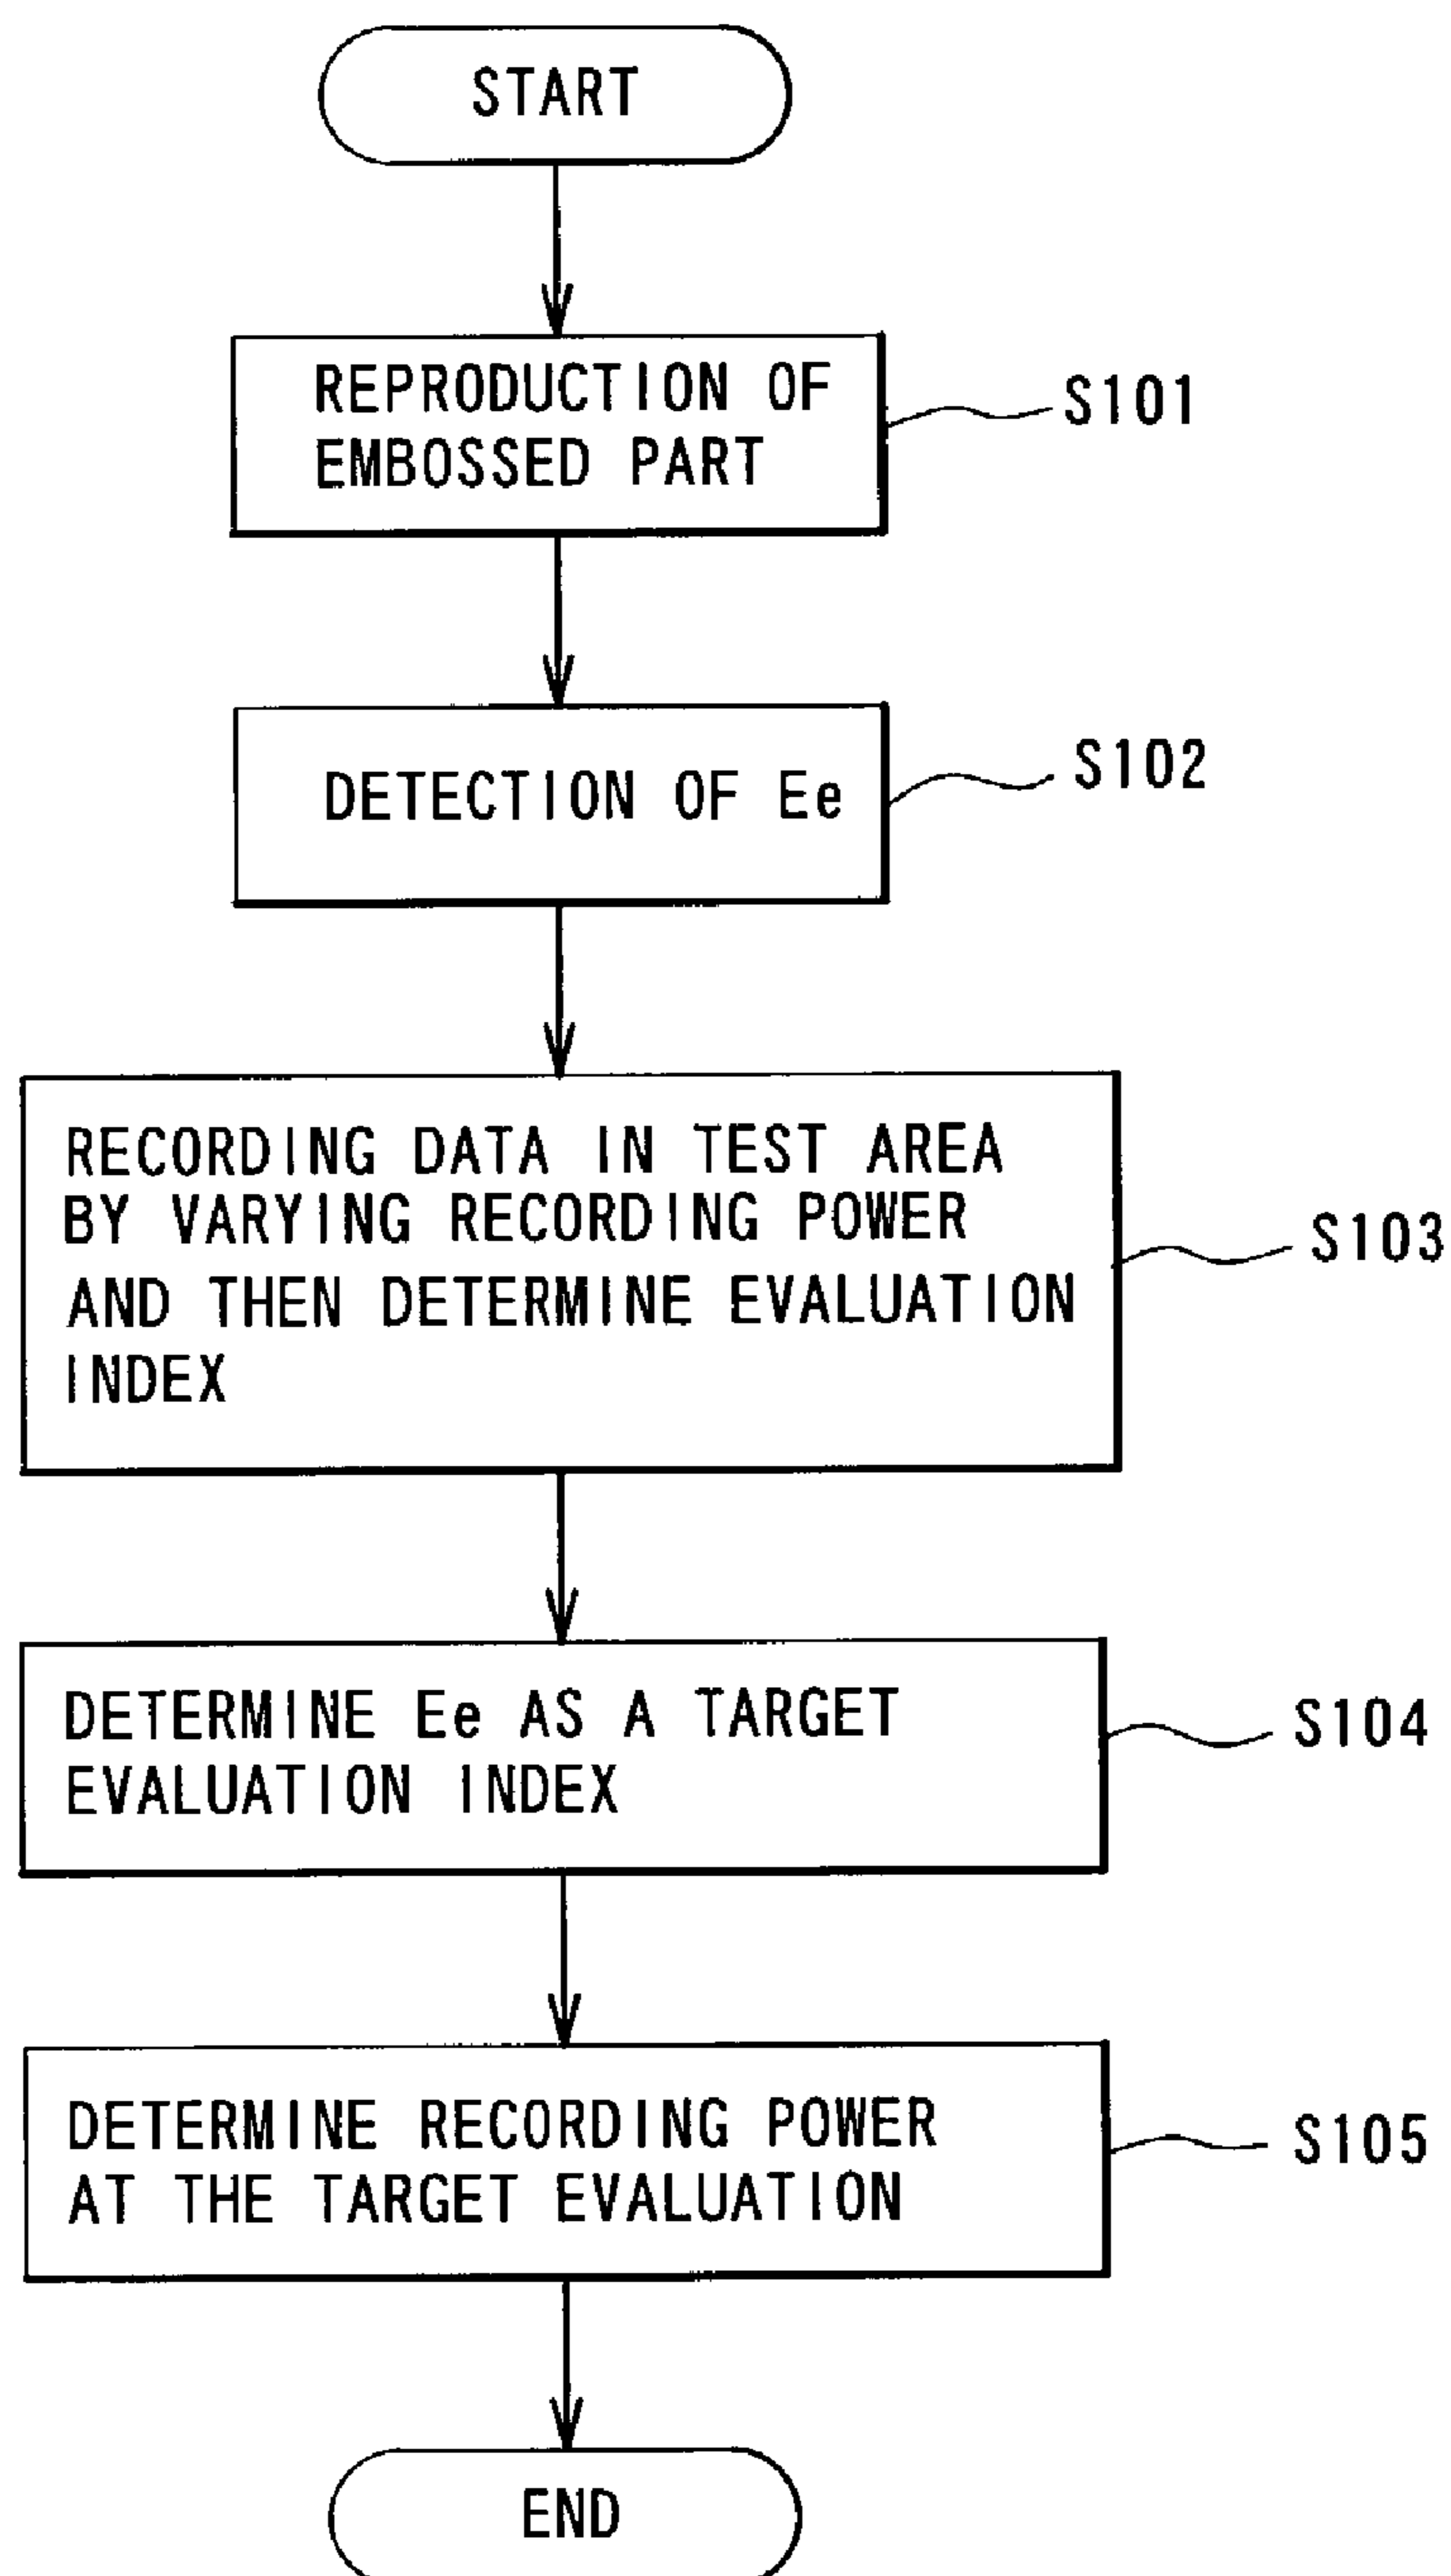 START
REPRODUCTION OF
EMBOSSED PART
S101
DETECTION OF Ee
S102
RECORDING DATA IN TEST AREA
BY VARYING RECORDING POWER
AND THEN DETERMINE EVALUATION
INDEX
S103
DETERMINE Ee AS A TARGET
EVALUATION INDEX
S104
DETERMINE RECORDING POWER
AT THE TARGET EVALUATION
S105
END